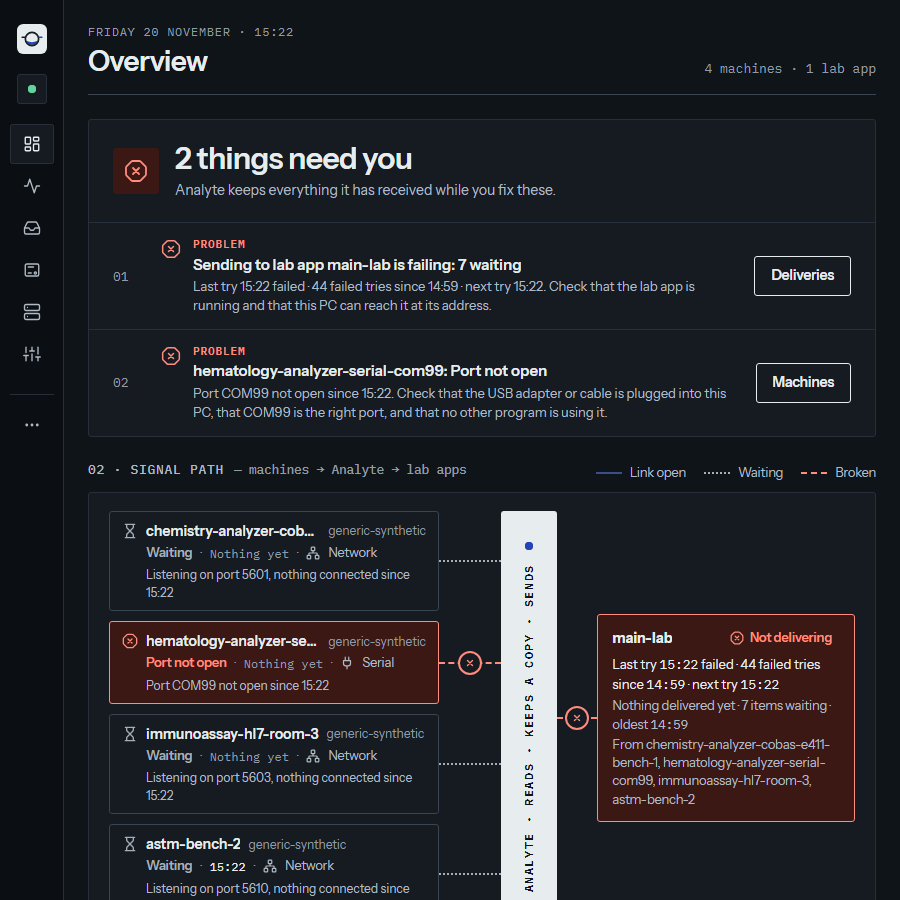 FRIDAY 20 NOVEMBER · 15:22
Overview
4 machines · 1 lab app
2 things need you
Analyte keeps everything it has received while you fix these.
01
PROBLEM
Sending to lab app main-lab is failing: 7 waiting
Last try 15:22 failed · 44 failed tries since 14:59 · next try 15:22. Check that the lab app is
running and that this PC can reach it at its address.
Deliveries
02
PROBLEM
hematology-analyzer-serial-com99: Port not open
Port COM99 not open since 15:22. Check that the USB adapter or cable is plugged into this
PC, that COM99 is the right port, and that no other program is using it.
Machines
02 · SIGNAL PATH — machines → Analyte → lab apps
Link open
Waiting
Broken
chemistry-analyzer-cob... generic-synthetic
Waiting · Nothing yet · Network
Listening on port 5601, nothing connected since
15:22
hematology-analyzer-se... generic-synthetic
Port not open · Nothing yet · Serial
Port COM99 not open since 15:22
immunoassay-hl7-room-3 generic-synthetic
Waiting · Nothing yet · Network
Listening on port 5603, nothing connected since
15:22
astm-bench-2 generic-synthetic
Waiting · 15:22 · Network
Listening on port 5610, nothing connected since
ANALYTE · READS · KEEPS A COPY · SENDS
main-lab Not delivering
Last try 15:22 failed · 44 failed tries
since 14:59 · next try 15:22
Nothing delivered yet · 7 items waiting ·
oldest 14:59
From chemistry-analyzer-cobas-e411-
bench-1, hematology-analyzer-serial-
com99, immunoassay-hl7-room-3,
astm-bench-2